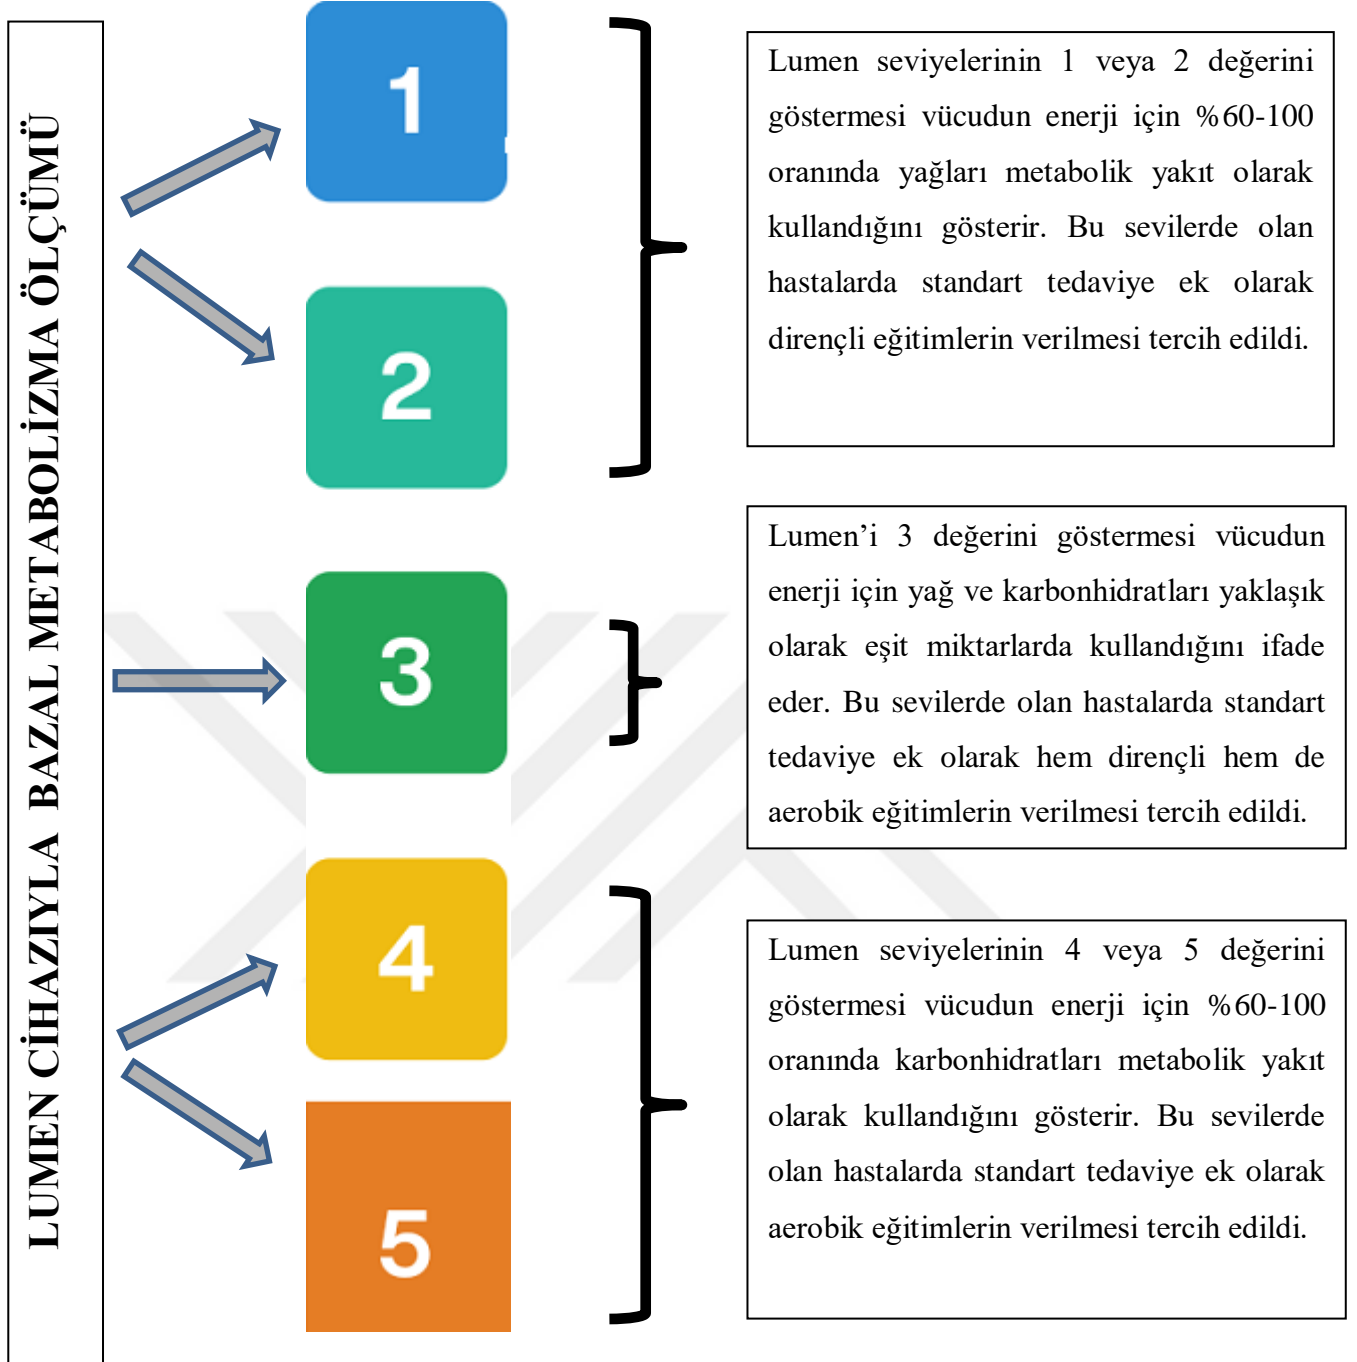 LUMEN CİHAZIYLA BAZAL METABOLİZMA ÖLÇÜMÜ
1
Lumen seviyelerinin 1 veya 2 değerini
göstermesi vücudun enerji için %60-100
oranında yağları metabolik yakıt olarak
kullandığını gösterir. Bu sevilerde olan
hastalarda standart tedaviye ek olarak
dirençli eğitimlerin verilmesi tercih edildi.
2
3
Lumen’i 3 değerini göstermesi vücudun
enerji için yağ ve karbonhidratları yaklaşık
olarak eşit miktarlarda kullandığını ifade
eder. Bu sevilerde olan hastalarda standart
tedaviye ek olarak hem dirençli hem de
aerobik eğitimlerin verilmesi tercih edildi.
4
5
Lumen seviyelerinin 4 veya 5 değerini
göstermesi vücudun enerji için %60-100
oranında karbonhidratları metabolik yakıt
olarak kullandığını gösterir. Bu sevilerde
olan hastalarda standart tedaviye ek olarak
aerobik eğitimlerin verilmesi tercih edildi.